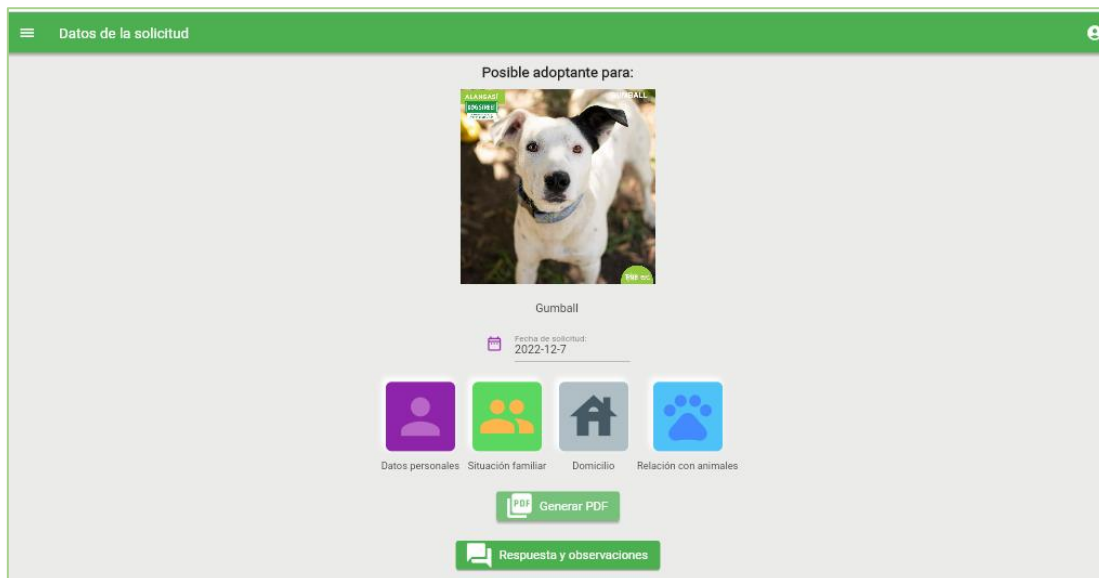 Datos de la solicitud
Posible adoptante para:
ALANGASÍ
GUMBALL
Gumball
Fecha de solicitud:
2022-12-7
Datos personales
Situación familiar
Domicilio
Relación con animales
PDF
Generar PDF
Respuesta y observaciones